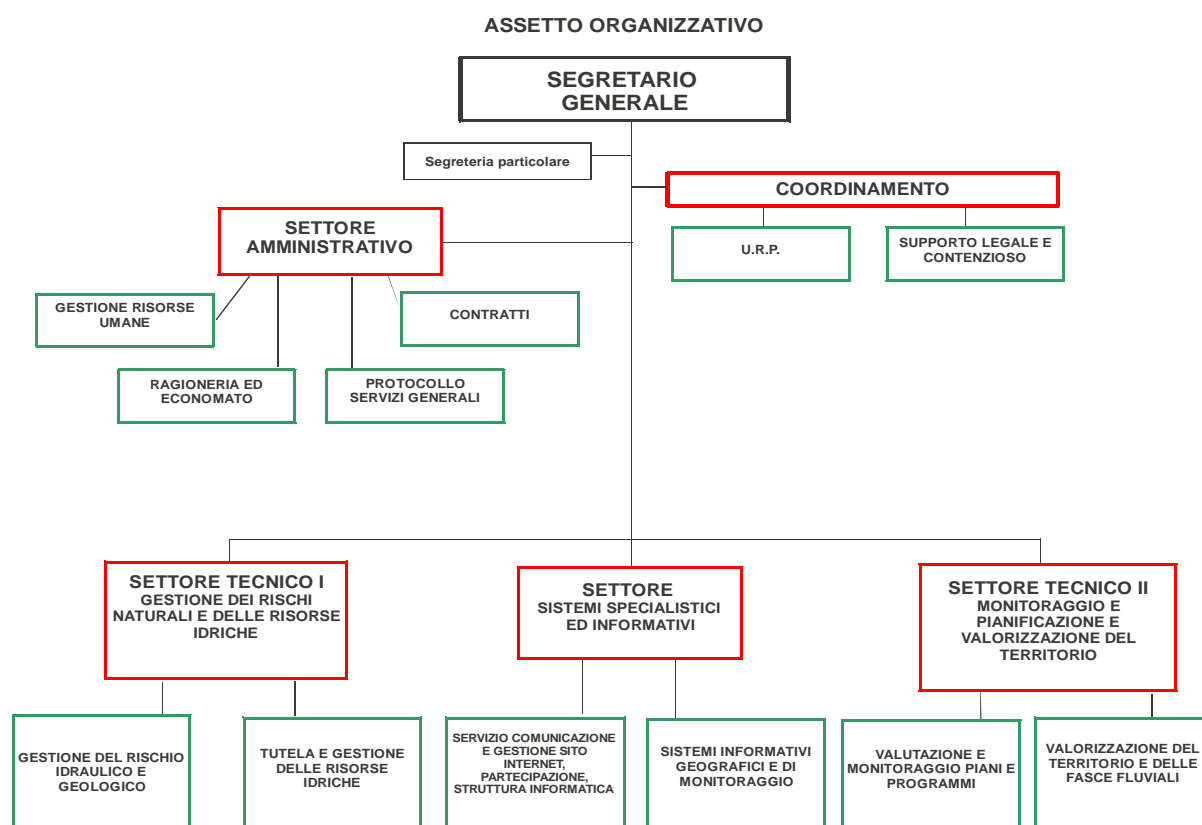 ASSETTO ORGANIZZATIVO
SEGRETARIO
GENERALE
Segreteria particolare
COORDINAMENTO
U.R.P.
SUPPORTO LEGALE E
CONTENZIOSO
SETTORE
AMMINISTRATIVO
GESTIONE RISORSE
UMANE
CONTRATTI
RAGIONERIA ED
ECONOMATO
PROTOCOLLO
SERVIZI GENERALI
SETTORE TECNICO I
GESTIONE DEI RISCHI
NATURALI E DELLE RISORSE
IDRICHE
SETTORE
SISTEMI SPECIALISTICI
ED INFORMATIVI
SETTORE TECNICO II
MONITORAGGIO E
PIANIFICAZIONE E
VALORIZZAZIONE DEL
TERRITORIO
GESTIONE DEL RISCHIO
IDRAULICO E
GEOLOGICO
TUTELA E GESTIONE
DELLE RISORSE
IDRICHE
SERVIZIO COMUNICAZIONE
E GESTIONE SITO
INTERNET,
PARTECIPAZIONE,
STRUTTURA INFORMATICA
SISTEMI INFORMATIVI
GEOGRAFICI E DI
MONITORAGGIO
VALUTAZIONE E
MONITORAGGIO PIANI E
PROGRAMMI
VALORIZZAZIONE DEL
TERRITORIO E DELLE
FASCE FLUVIALI